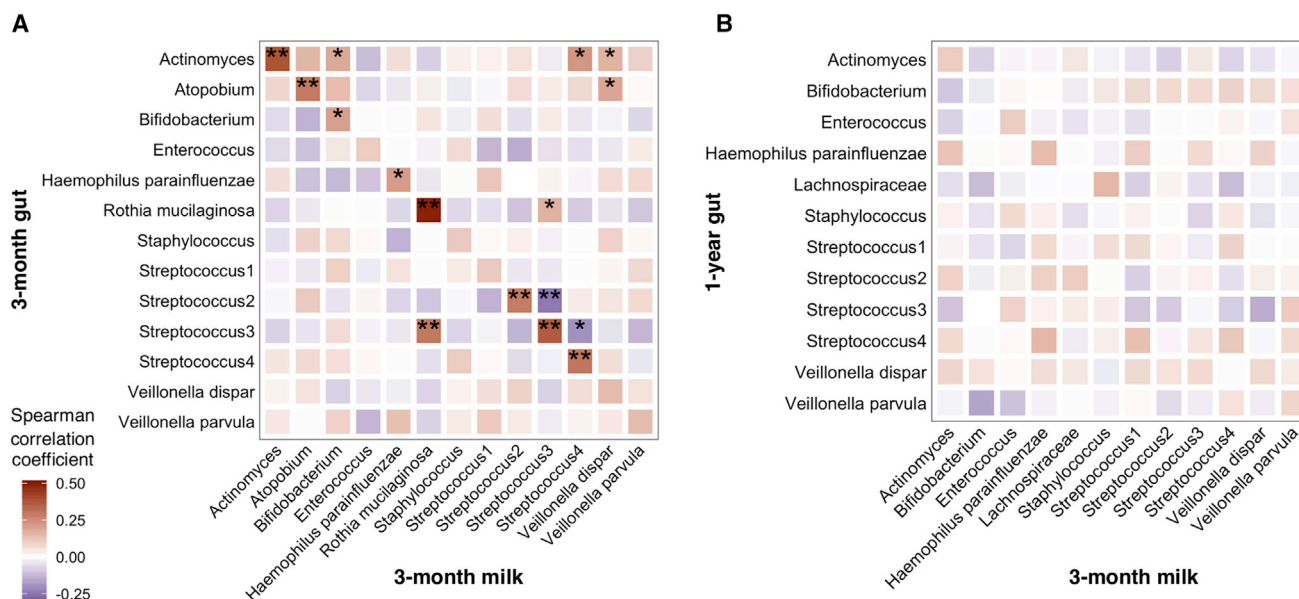 A
Actinomyces
Atopobium
Bifidobacterium
Enterococcus
Haemophilus parainfluenzae
Rothia mucilaginosa
Staphylococcus
Streptococcus1
Streptococcus2
Streptococcus3
Streptococcus4
Veillonella dispar
Veillonella parvula
3-month gut
** * * *
** *
*
*
** *
** **
** ** *
**
Actinomyces
Atopobium
Bifidobacterium
Enterococcus
Haemophilus parainfluenzae
Rothia mucilaginosa
Staphylococcus
Streptococcus1
Streptococcus2
Streptococcus3
Streptococcus4
Veillonella dispar
Veillonella parvula
3-month milk
Spearman
correlation
coefficient
0.50
0.25
0.00
-0.25
B
Actinomyces
Bifidobacterium
Enterococcus
Haemophilus parainfluenzae
Lachnospiraceae
Staphylococcus
Streptococcus1
Streptococcus2
Streptococcus3
Streptococcus4
Veillonella dispar
Veillonella parvula
1-year gut
Actinomyces
Bifidobacterium
Enterococcus
Haemophilus parainfluenzae
Lachnospiraceae
Staphylococcus
Streptococcus1
Streptococcus2
Streptococcus3
Streptococcus4
Veillonella dispar
Veillonella parvula
3-month milk